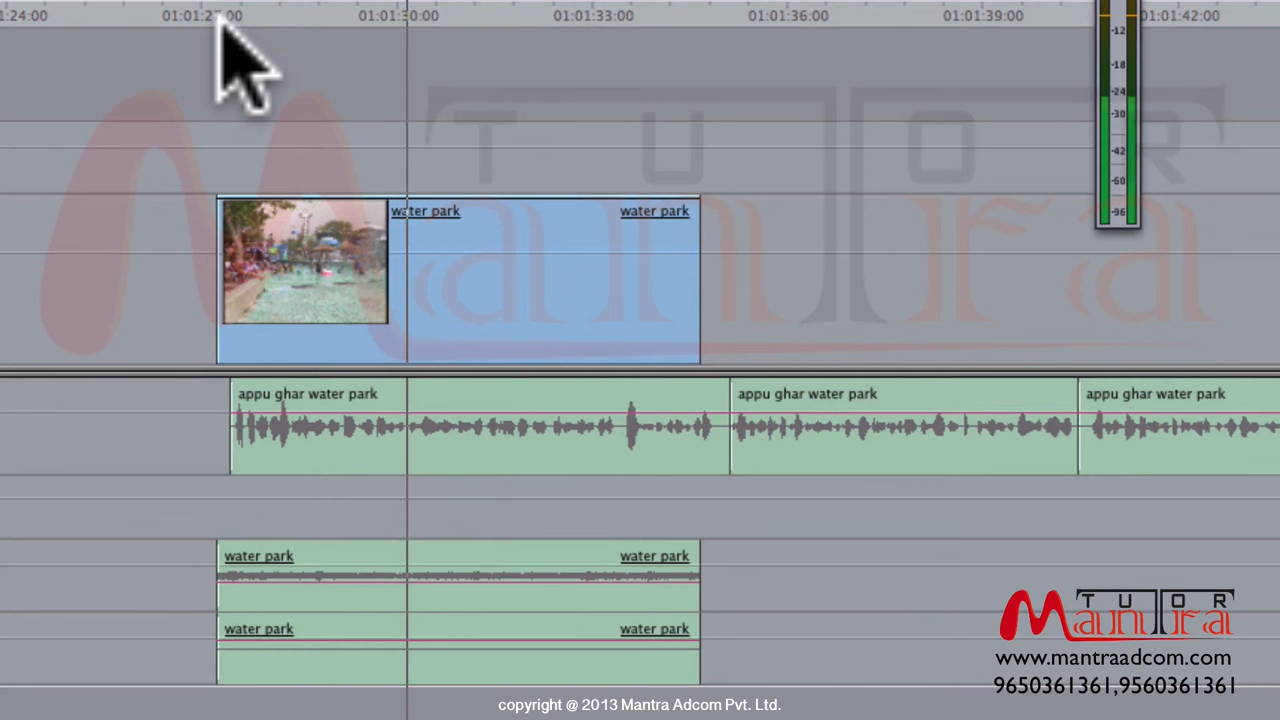 1:24:00 01:01:27:00 01:01:30:00 01:01:33:00 01:01:36:00 01:01:39:00 01:01:42:00
-12
-18
-24
-30
-42
-60
-96
TUTOR
Mantra
water park water park
appu ghar water park appu ghar water park appu ghar water park
water park water park
water park water park
TUTOR
Mantra
www.mantraadcom.com
9650361361,9560361361
copyright @ 2013 Mantra Adcom Pvt. Ltd.